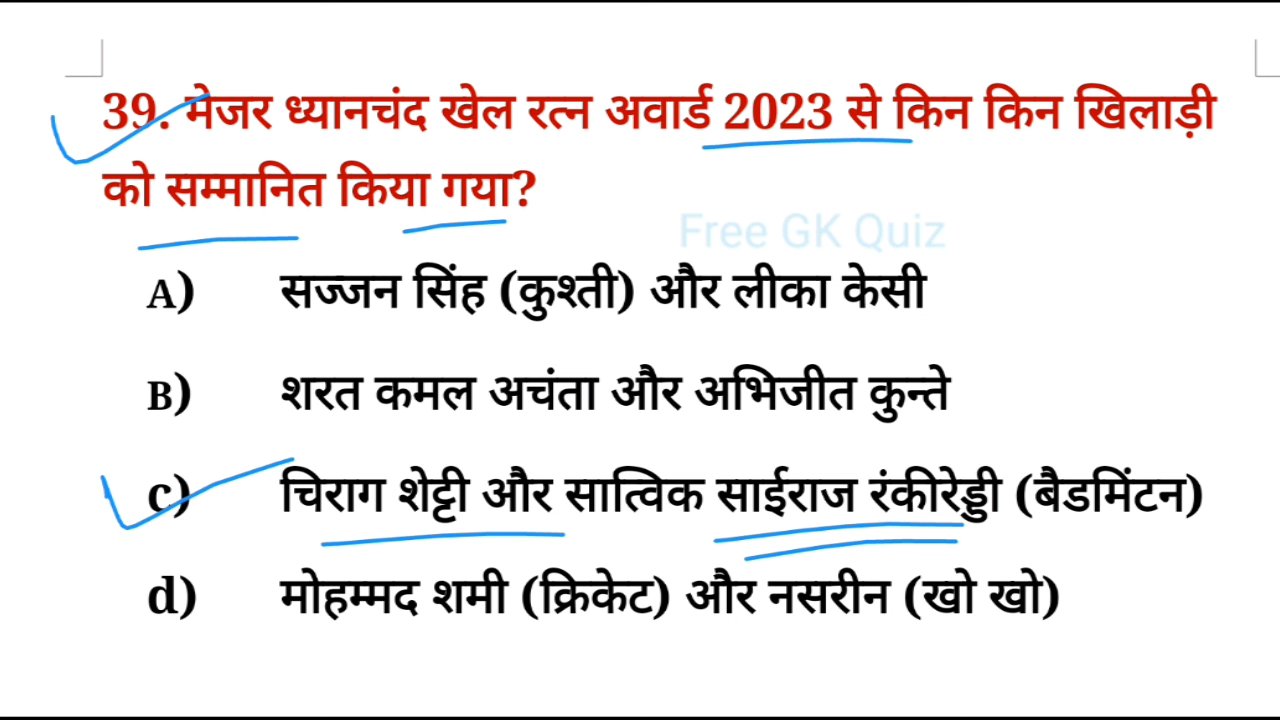 39. मेजर ध्यानचंद खेल रत्न अवार्ड 2023 से किन किन खिलाड़ी
को सम्मानित किया गया?
Free GK Quiz
A) सज्जन सिंह (कुश्ती) और लीका केसी
B) शरत कमल अचंता और अभिजीत कुन्ते
c) चिराग शेट्टी और सात्विक साईराज रंकीरेड्डी (बैडमिंटन)
d) मोहम्मद शमी (क्रिकेट) और नसरीन (खो खो)